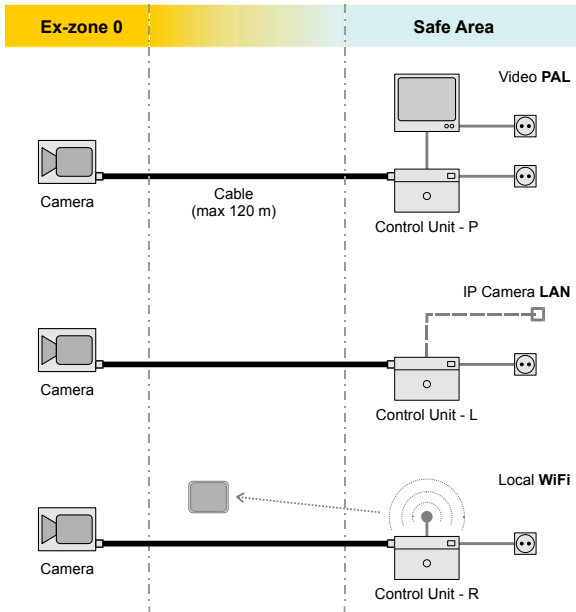 Ex-zone 0
Safe Area
Video PAL
Camera
Cable
(max 120 m)
Control Unit - P
IP Camera LAN
Camera
Control Unit - L
Local WiFi
Camera
Control Unit - R